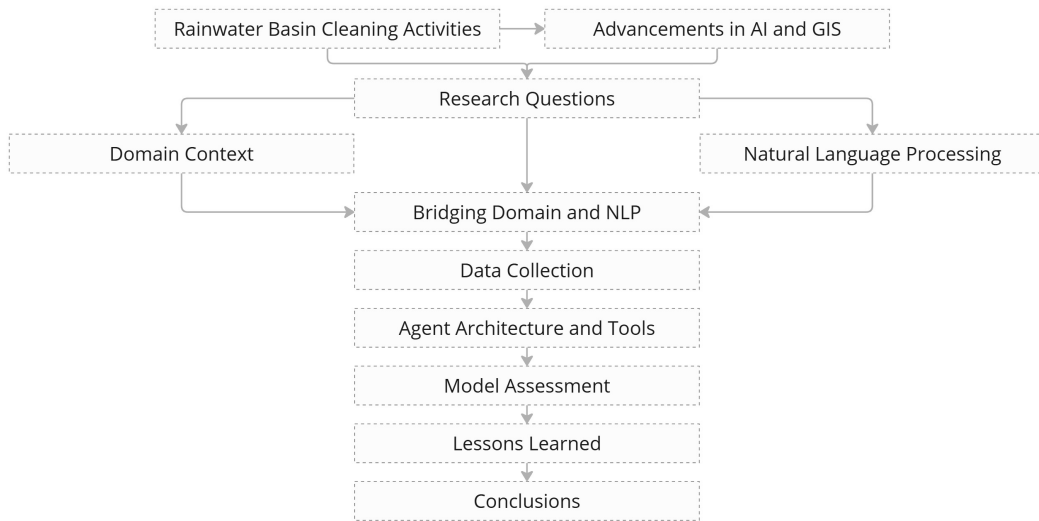 Rainwater Basin Cleaning Activities
Advancements in AI and GIS
Research Questions
Domain Context
Natural Language Processing
Bridging Domain and NLP
Data Collection
Agent Architecture and Tools
Model Assessment
Lessons Learned
Conclusions